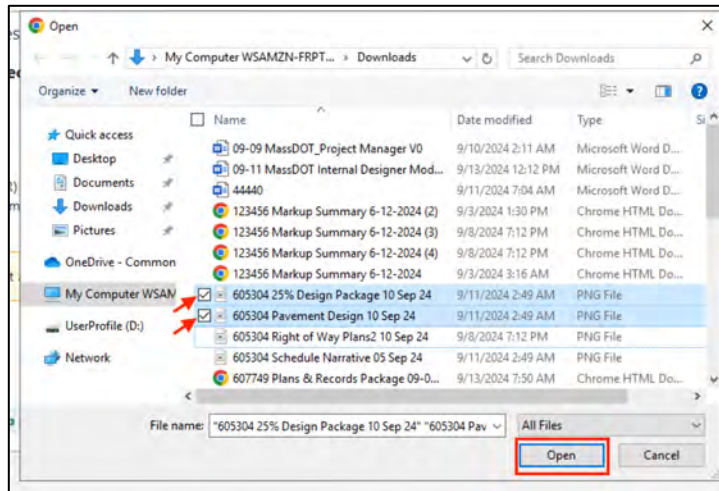 Open
My Computer WSAMZN-FRPT... > Downloads
Search Downloads
Organize
New folder
Name
Date modified
Type
Si
Quick access
Desktop
Documents
Downloads
Pictures
OneDrive - Common
My Computer WSAM
UserProfile (D:)
Network
09-09 MassDOT_Project Manager V0 9/10/2024 2:11 AM Microsoft Word D...
09-11 MassDOT Internal Designer Mod... 9/13/2024 12:12 PM Microsoft Word D...
44440 9/11/2024 7:04 AM Microsoft Word D...
123456 Markup Summary 6-12-2024 (2) 9/3/2024 1:30 PM Chrome HTML Do...
123456 Markup Summary 6-12-2024 (3) 9/8/2024 7:12 PM Chrome HTML Do...
123456 Markup Summary 6-12-2024 (4) 9/8/2024 7:12 PM Chrome HTML Do...
123456 Markup Summary 6-12-2024 9/3/2024 3:16 AM Chrome HTML Do...
605304 25% Design Package 10 Sep 24 9/11/2024 2:49 AM PNG File
605304 Pavement Design 10 Sep 24 9/11/2024 2:49 AM PNG File
605304 Right of Way Plans2 10 Sep 24 9/8/2024 7:12 PM PNG File
605304 Schedule Narrative 05 Sep 24 9/11/2024 2:49 AM PNG File
607749 Plans & Records Package 09-0... 9/13/2024 7:50 AM Chrome HTML Do...
File name: "605304 25% Design Package 10 Sep 24" "605304 Pav
All Files
Open
Cancel